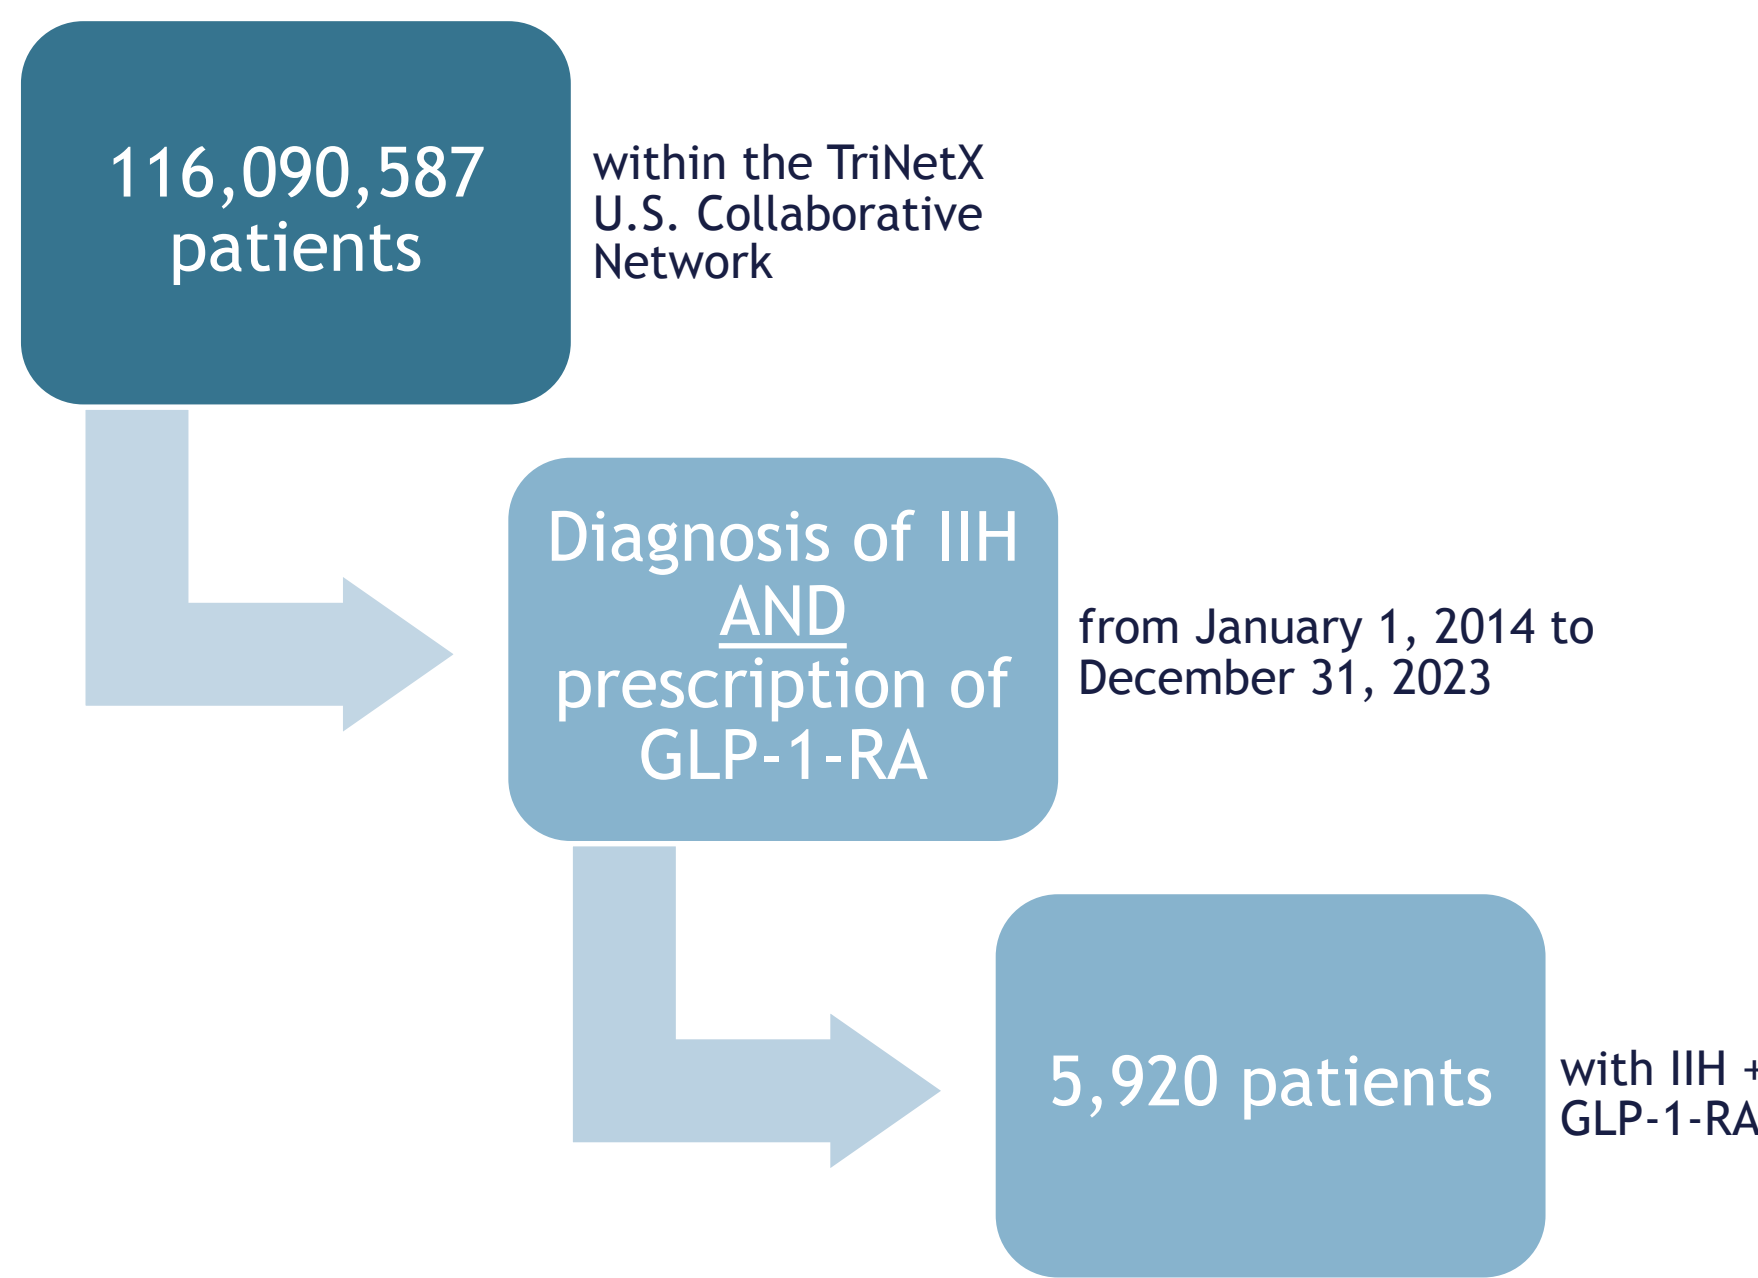 116,090,587
patients
within the TriNetX
U.S. Collaborative
Network
Diagnosis of IIH
AND
prescription of
GLP-1-RA
from January 1, 2014 to
December 31, 2023
5,920 patients
with IIH +
GLP-1-RA